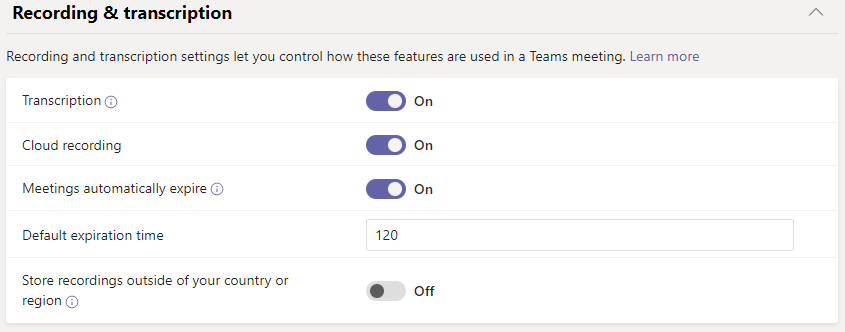 Recording & transcription
Recording and transcription settings let you control how these features are used in a Teams meeting. Learn more
Transcription On
Cloud recording On
Meetings automatically expire On
Default expiration time 120
Store recordings outside of your country or
region Off